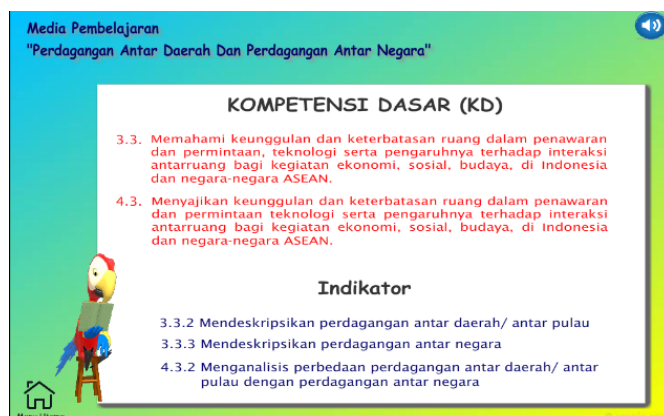 Media Pembelajaran
"Perdagangan Antar Daerah Dan Perdagangan Antar Negara"
KOMPETENSI DASAR (KD)
3.3. Memahami keunggulan dan keterbatasan ruang dalam penawaran
dan permintaan, teknologi serta pengaruhnya terhadap interaksi
antarruang bagi kegiatan ekonomi, sosial, budaya, di Indonesia
dan negara-negara ASEAN.
4.3. Menyajikan keunggulan dan keterbatasan ruang dalam penawaran
dan permintaan teknologi serta pengaruhnya terhadap interaksi
antarruang bagi kegiatan ekonomi, sosial, budaya, di Indonesia
dan negara-negara ASEAN.
Indikator
3.3.2 Mendeskripsikan perdagangan antar daerah/ antar pulau
3.3.3 Mendeskripsikan perdagangan antar negara
4.3.2 Menganalisis perbedaan perdagangan antar daerah/ antar
pulau dengan perdagangan antar negara